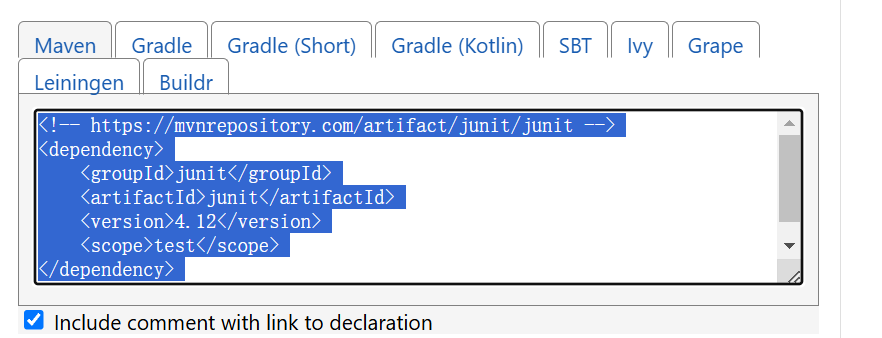 Maven Gradle Gradle (Short) Gradle (Kotlin) SBT Ivy Grape
Leiningen Buildr
<!-- https://mvnrepository.com/artifact/junit/junit -->
<dependency>
    <groupId>junit</groupId>
    <artifactId>junit</artifactId>
    <version>4.12</version>
    <scope>test</scope>
</dependency>
Include comment with link to declaration